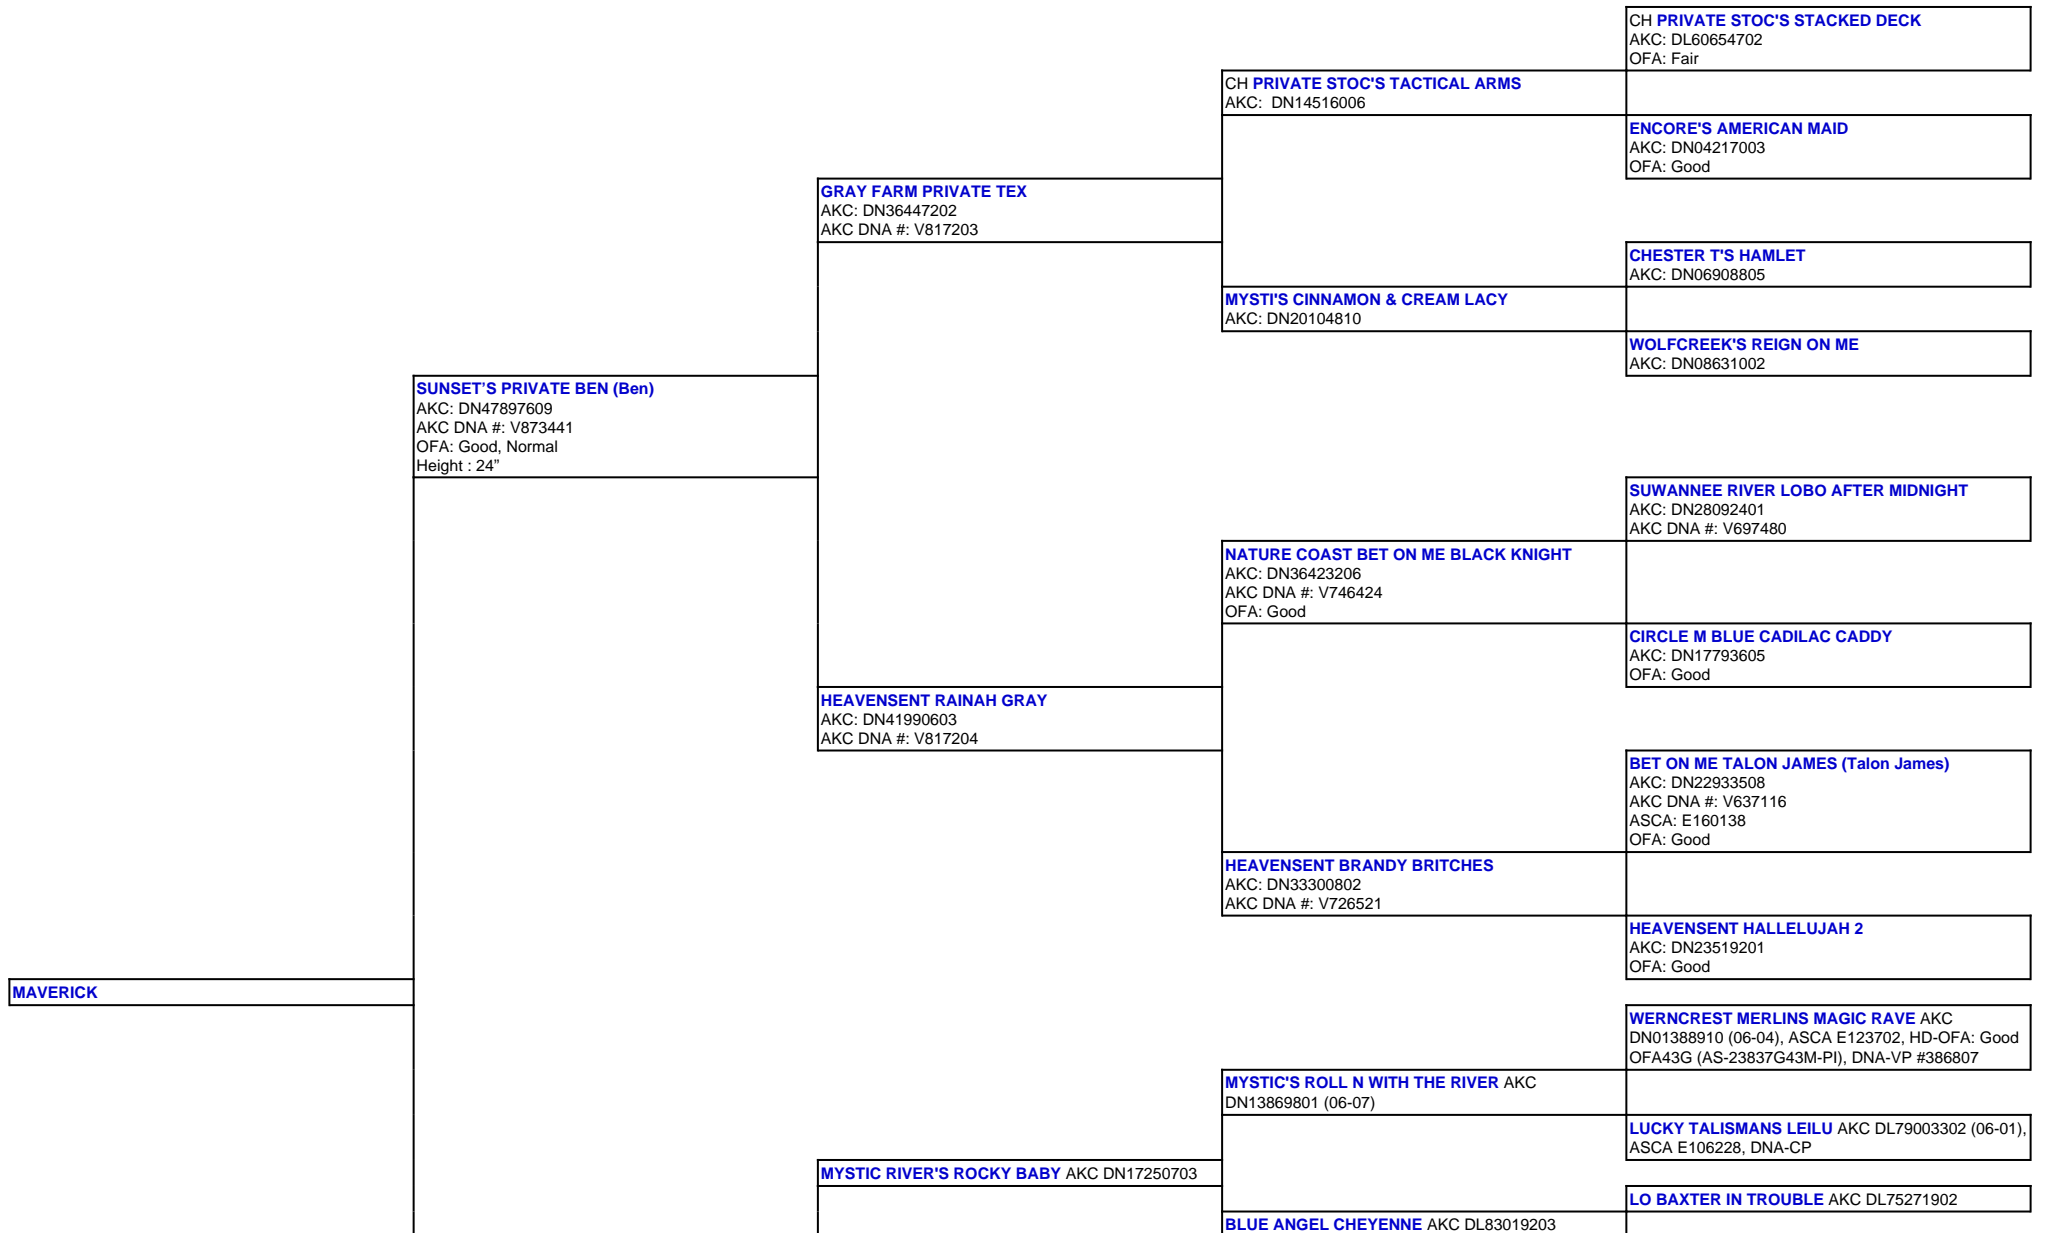 CH PRIVATE STOC'S STACKED DECK
AKC: DL60654702
OFA: Fair
CH PRIVATE STOC'S TACTICAL ARMS
AKC:  DN14516006
ENCORE'S AMERICAN MAID
AKC: DN04217003
OFA: Good
GRAY FARM PRIVATE TEX
AKC: DN36447202
AKC DNA #: V817203
CHESTER T'S HAMLET
AKC: DN06908805
MYSTI'S CINNAMON & CREAM LACY
AKC: DN20104810
WOLFCREEK'S REIGN ON ME
AKC: DN08631002
SUNSET’S PRIVATE BEN (Ben)
AKC: DN47897609
AKC DNA #: V873441
OFA: Good, Normal
Height : 24”
SUWANNEE RIVER LOBO AFTER MIDNIGHT
AKC: DN28092401
AKC DNA #: V697480
NATURE COAST BET ON ME BLACK KNIGHT
AKC: DN36423206
AKC DNA #: V746424
OFA: Good
CIRCLE M BLUE CADILAC CADDY
AKC: DN17793605
OFA: Good
HEAVENSENT RAINAH GRAY
AKC: DN41990603
AKC DNA #: V817204
BET ON ME TALON JAMES (Talon James)
AKC: DN22933508
AKC DNA #: V637116
ASCA: E160138
OFA: Good
HEAVENSENT BRANDY BRITCHES
AKC: DN33300802
AKC DNA #: V726521
HEAVENSENT HALLELUJAH 2
AKC: DN23519201
OFA: Good
MAVERICK
WERNCREST MERLINS MAGIC RAVE AKC
DN01388910 (06-04), ASCA E123702, HD-OFA: Good
OFA43G (AS-23837G43M-PI), DNA-VP #386807
MYSTIC'S ROLL N WITH THE RIVER AKC
DN13869801 (06-07)
LUCKY TALISMANS LEILU AKC DL79003302 (06-01),
ASCA E106228, DNA-CP
MYSTIC RIVER'S ROCKY BABY AKC DN17250703
LO BAXTER IN TROUBLE AKC DL75271902
BLUE ANGEL CHEYENNE AKC DL83019203